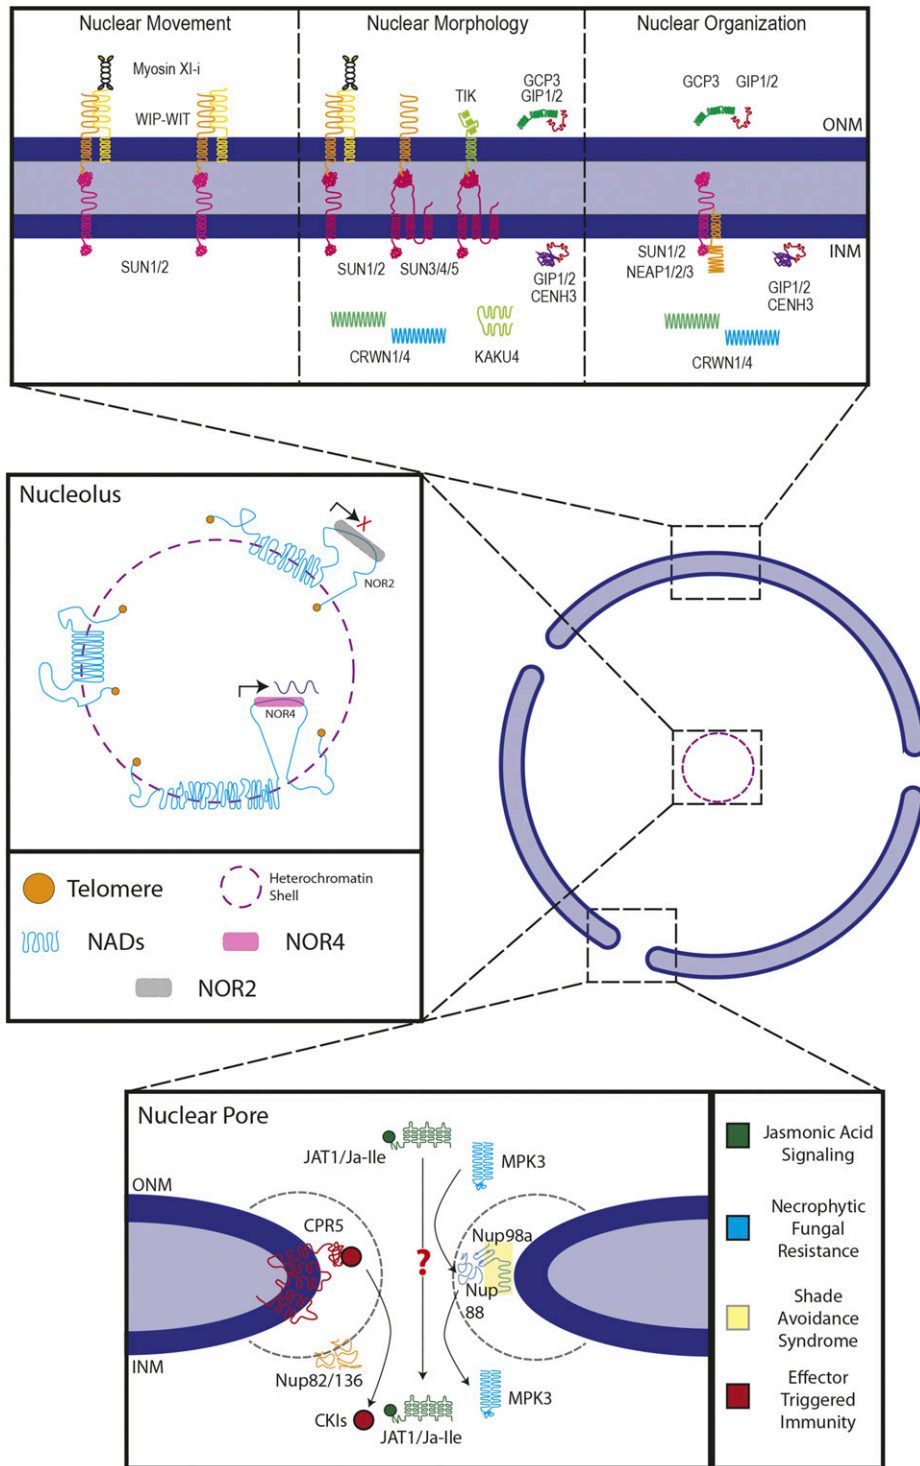 Nuclear Movement
Nuclear Morphology
Nuclear Organization
Myosin XI-i
WIP-WIT
TIK
GCP3
GIP1/2
GCP3
GIP1/2
ONM
INM
SUN1/2
SUN1/2
SUN3/4/5
GIP1/2
CENH3
SUN1/2
NEAP1/2/3
GIP1/2
CENH3
CRWN1/4
KAKU4
CRWN1/4
Nucleolus
X
NOR2
NOR4
Telomere
Heterochromatin
Shell
NADs
NOR4
NOR2
Nuclear Pore
JAT1/Ja-Ile
MPK3
ONM
CPR5
Nup98a
?
Nup
88
INM
Nup82/136
CKIs
JAT1/Ja-Ile
MPK3
Jasmonic Acid
Signaling
Necrophytic
Fungal
Resistance
Shade
Avoidance
Syndrome
Effector
Triggered
Immunity